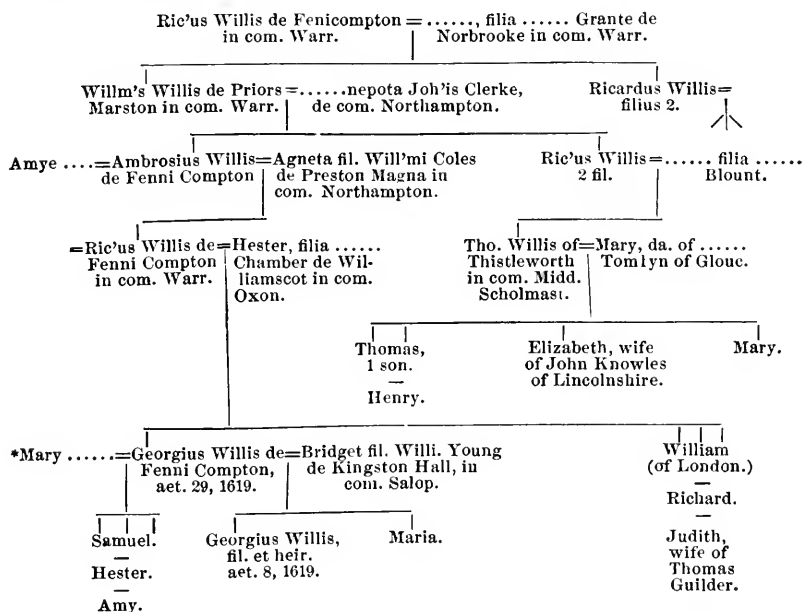 Ric'us Willis de Fenicompton = ......, filia ...... Grante de
in com. Warr. Norbrooke in com. Warr.
Willm's Willis de Priors = ......nepota Joh'is Clerke,
Marston in com. Warr. de com. Northampton.
Ricardus Willis=
filius 2.
Amye ....=Ambrosius Willis=Agneta fil. Will'mi Coles
de Fenni Compton de Preston Magna in
com. Northampton.
Ric'us Willis=...... filia ......
2 fil. Blount.
=Ric'us Willis de=Hester, filia ......
Fenni Compton Chamber de Wil-
in com. Warr. liamscot in com.
Oxon.
Tho. Willis of=Mary, da. of ......
Thistleworth Tomlyn of Glouc.
in com. Midd.
Scholmast.
Thomas,
1 son.
—
Henry.
Elizabeth, wife
of John Knowles
of Lincolnshire.
Mary.
*Mary ......=Georgius Willis de=Bridget fil. Willi. Young
Fenni Compton, de Kingston Hall, in
aet. 29, 1619. com. Salop.
William
(of London.)
—
Richard.
—
Judith,
wife of
Thomas
Guilder.
Samuel.
—
Hester.
—
Amy.
Georgius Willis,
fil. et heir.
aet. 8, 1619.
Maria.